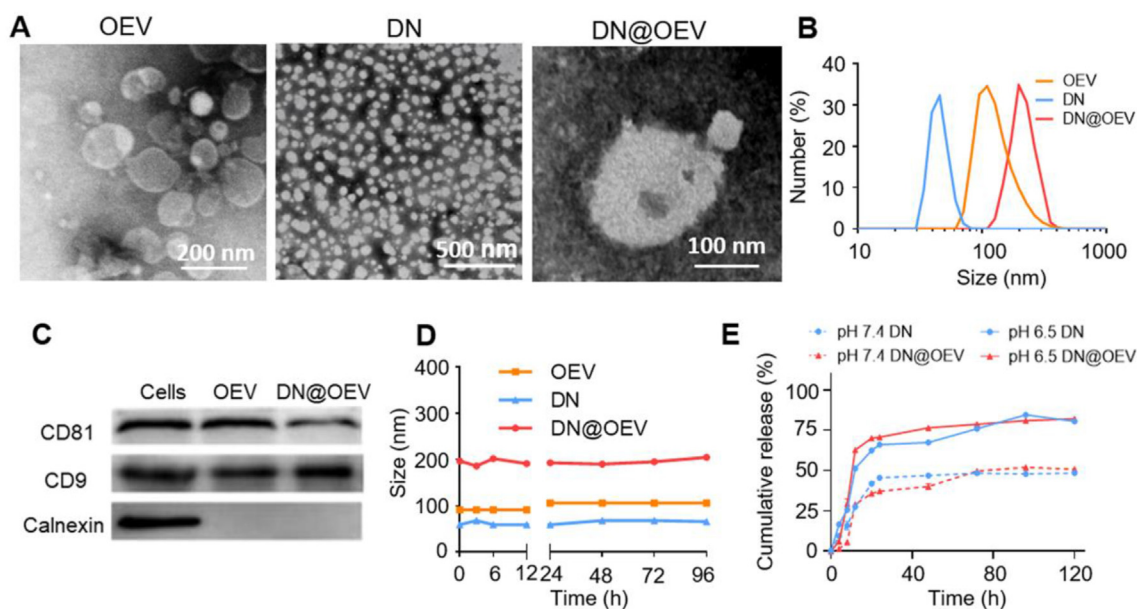 A
OEV
DN
DN@OEV
200 nm
500 nm
100 nm
B
Number (%)
40
30
20
10
0
OEV
DN
DN@OEV
10
100
1000
Size (nm)
C
Cells
OEV
DN@OEV
CD81
CD9
Calnexin
D
Size (nm)
400
300
200
100
0
OEV
DN
DN@OEV
0
6
12
24
48
72
96
Time (h)
E
pH 7.4 DN
pH 6.5 DN
pH 7.4 DN@OEV
pH 6.5 DN@OEV
Cumulative release (%)
100
75
50
25
0
0
40
80
120
Time (h)